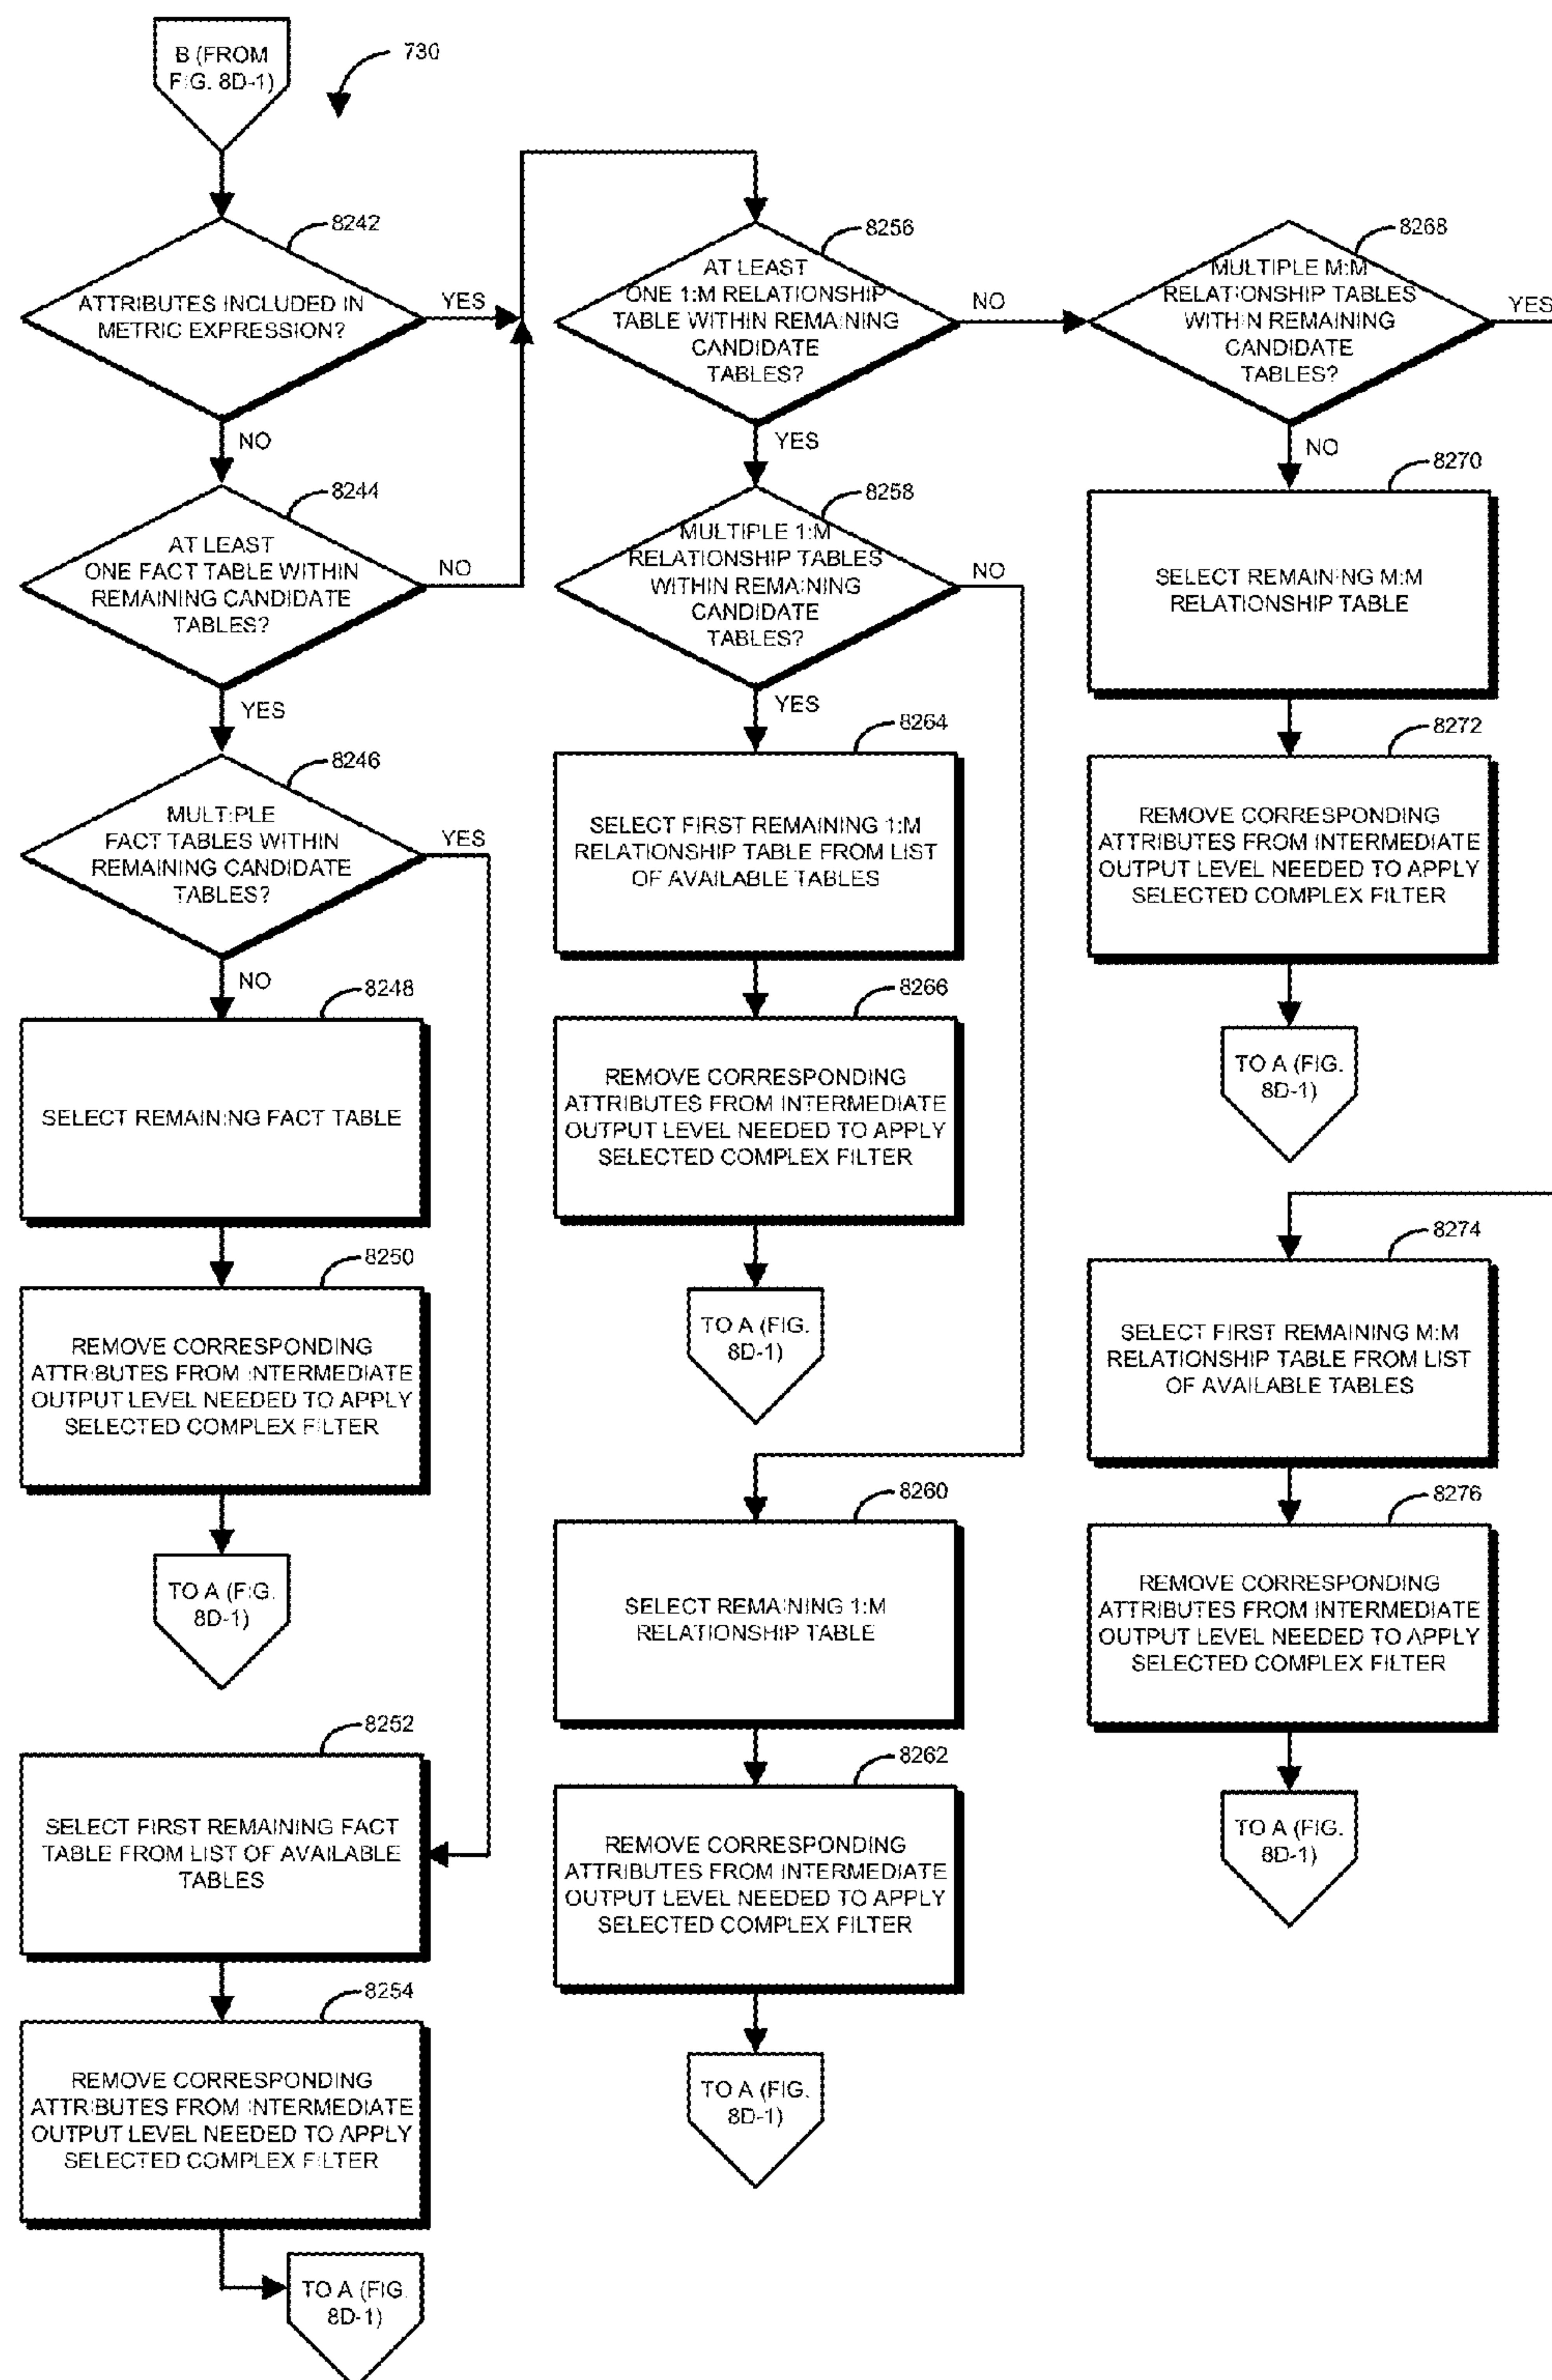 B (FROM
FIG. 8D-1)
730
8242
ATTRIBUTES INCLUDED IN
METRIC EXPRESSION?
YES
NO
8244
AT LEAST
ONE FACT TABLE WITHIN
REMAINING CANDIDATE
TABLES?
NO
YES
8246
MULTIPLE
FACT TABLES WITHIN
REMAINING CANDIDATE
TABLES?
YES
NO
8248
SELECT REMAINING FACT TABLE
8250
REMOVE CORRESPONDING
ATTRIBUTES FROM INTERMEDIATE
OUTPUT LEVEL NEEDED TO APPLY
SELECTED COMPLEX FILTER
TO A (FIG.
8D-1)
8252
SELECT FIRST REMAINING FACT
TABLE FROM LIST OF AVAILABLE
TABLES
8254
REMOVE CORRESPONDING
ATTRIBUTES FROM INTERMEDIATE
OUTPUT LEVEL NEEDED TO APPLY
SELECTED COMPLEX FILTER
TO A (FIG.
8D-1)
8256
AT LEAST
ONE 1:M RELATIONSHIP
TABLE WITHIN REMAINING
CANDIDATE
TABLES?
NO
YES
8258
MULTIPLE 1:M
RELATIONSHIP TABLES
WITHIN REMAINING
CANDIDATE
TABLES?
NO
YES
8264
SELECT FIRST REMAINING 1:M
RELATIONSHIP TABLE FROM LIST
OF AVAILABLE TABLES
8266
REMOVE CORRESPONDING
ATTRIBUTES FROM INTERMEDIATE
OUTPUT LEVEL NEEDED TO APPLY
SELECTED COMPLEX FILTER
TO A (FIG.
8D-1)
8260
SELECT REMAINING 1:M
RELATIONSHIP TABLE
8262
REMOVE CORRESPONDING
ATTRIBUTES FROM INTERMEDIATE
OUTPUT LEVEL NEEDED TO APPLY
SELECTED COMPLEX FILTER
TO A (FIG.
8D-1)
8268
MULTIPLE M:M
RELATIONSHIP TABLES
WITHIN REMAINING
CANDIDATE
TABLES?
YES
NO
8270
SELECT REMAINING M:M
RELATIONSHIP TABLE
8272
REMOVE CORRESPONDING
ATTRIBUTES FROM INTERMEDIATE
OUTPUT LEVEL NEEDED TO APPLY
SELECTED COMPLEX FILTER
TO A (FIG.
8D-1)
8274
SELECT FIRST REMAINING M:M
RELATIONSHIP TABLE FROM LIST
OF AVAILABLE TABLES
8276
REMOVE CORRESPONDING
ATTRIBUTES FROM INTERMEDIATE
OUTPUT LEVEL NEEDED TO APPLY
SELECTED COMPLEX FILTER
TO A (FIG.
8D-1)